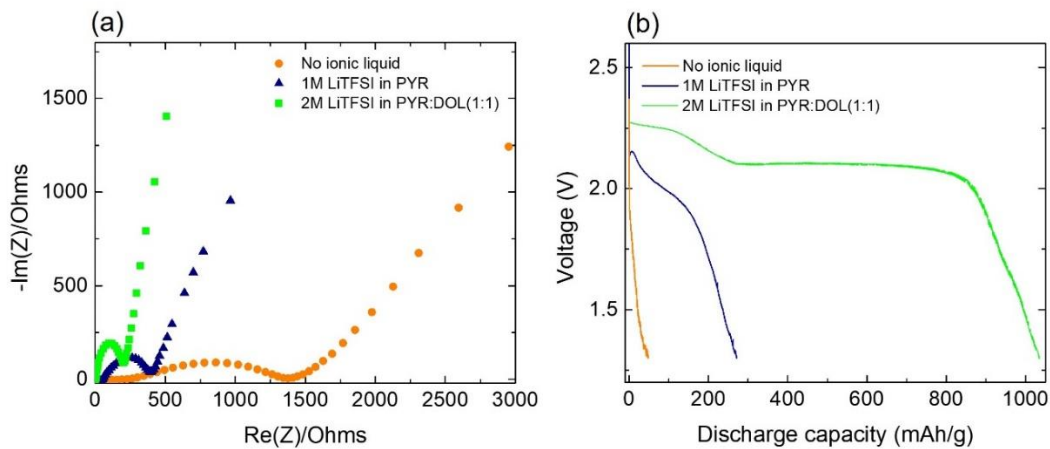 (a)
No ionic liquid
1M LiTFSI in PYR
2M LiTFSI in PYR:DOL(1:1)
1500
1000
500
0
-Im(Z)/Ohms
0 500 1000 1500 2000 2500 3000
Re(Z)/Ohms
(b)
No ionic liquid
1M LiTFSI in PYR
2M LiTFSI in PYR:DOL(1:1)
2.5
2.0
1.5
Voltage (V)
0 200 400 600 800 1000
Discharge capacity (mAh/g)